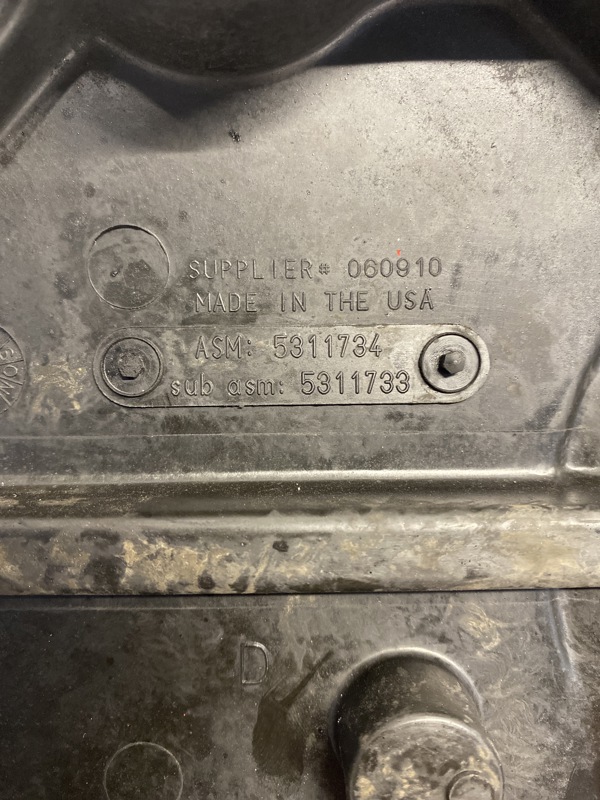 SUPPLIER# 060910
MADE IN THE USA
ASM: 5311734
sub asm: 5311733
D